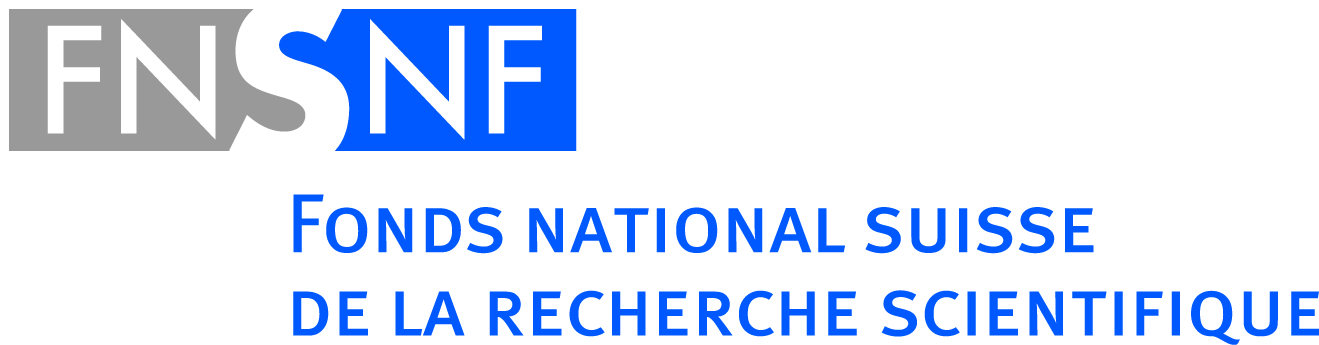 FNSNF
FONDS NATIONAL SUISSE
DE LA RECHERCHE SCIENTIFIQUE